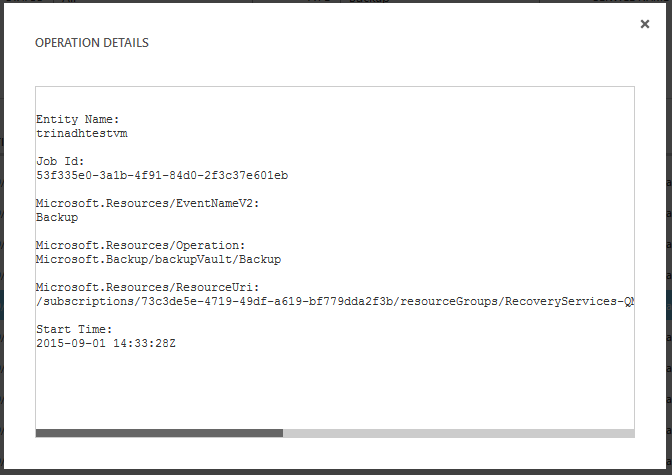 OPERATION DETAILS
Entity Name:
trinadhtestvm
Job Id:
53f335e0-3a1b-4f91-84d0-2f3c37e601eb
Microsoft.Resources/EventNameV2:
Backup
Microsoft.Resources/Operation:
Microsoft.Backup/backupVault/Backup
Microsoft.Resources/ResourceUri:
/subscriptions/73c3de5e-4719-49df-a619-bf779dda2f3b/resourceGroups/RecoveryServices-QM
Start Time:
2015-09-01 14:33:28Z